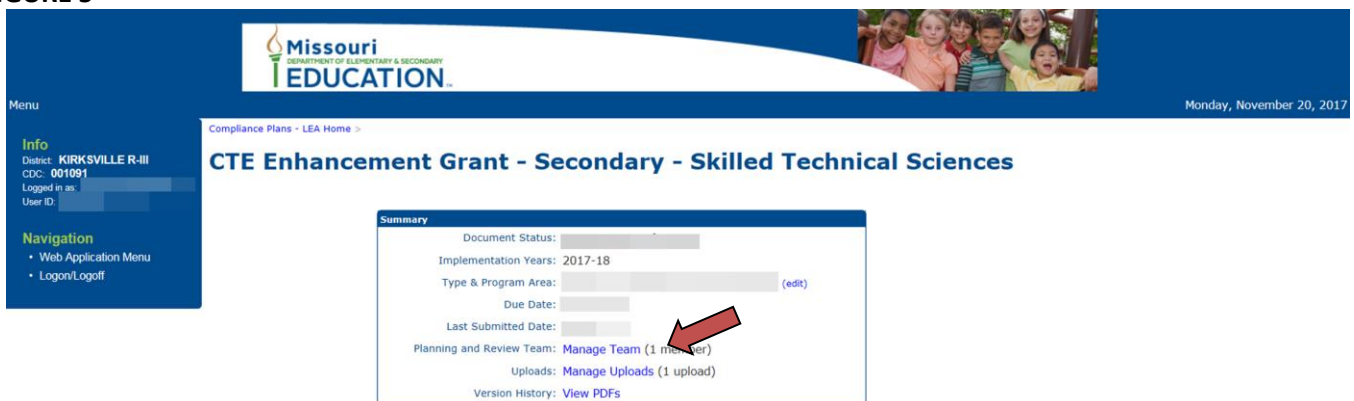 Missouri
DEPARTMENT OF ELEMENTARY & SECONDARY
EDUCATION
Menu
Monday, November 20, 2017
Info
District: KIRKSVILLE R-III
CDC: 001091
Logged in as:
User ID:
Navigation
• Web Application Menu
• Logon/Logoff
Compliance Plans - LEA Home >
CTE Enhancement Grant - Secondary - Skilled Technical Sciences
Summary
Document Status:
Implementation Years: 2017-18
Type & Program Area: (edit)
Due Date:
Last Submitted Date:
Planning and Review Team: Manage Team (1 member)
Uploads: Manage Uploads (1 upload)
Version History: View PDFs